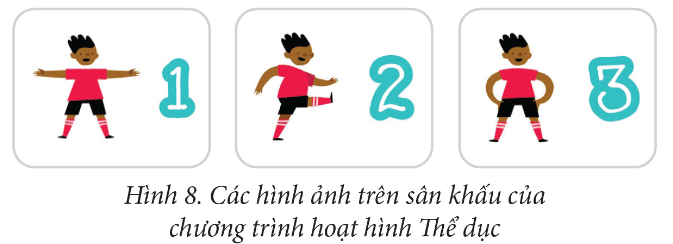 1
2
3
Hình 8. Các hình ảnh trên sân khấu của
chương trình hoạt hình Thể dục